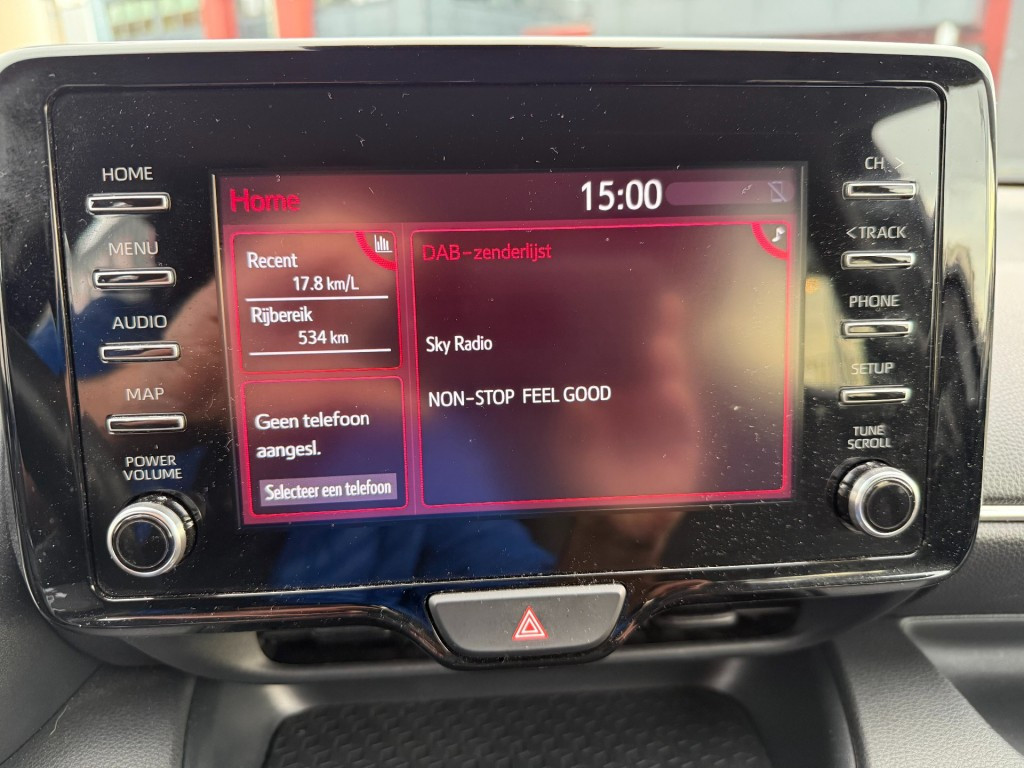 HOME
MENU
AUDIO
MAP
POWER
VOLUME
Home
15:00
Recent
17.8 km/L
Rijbereik
534 km
Geen telefoon
aangesl.
Selecteer een telefoon
DAB-zenderlijst
Sky Radio
NON-STOP FEEL GOOD
CH >
< TRACK
PHONE
SETUP
TUNE
SCROLL